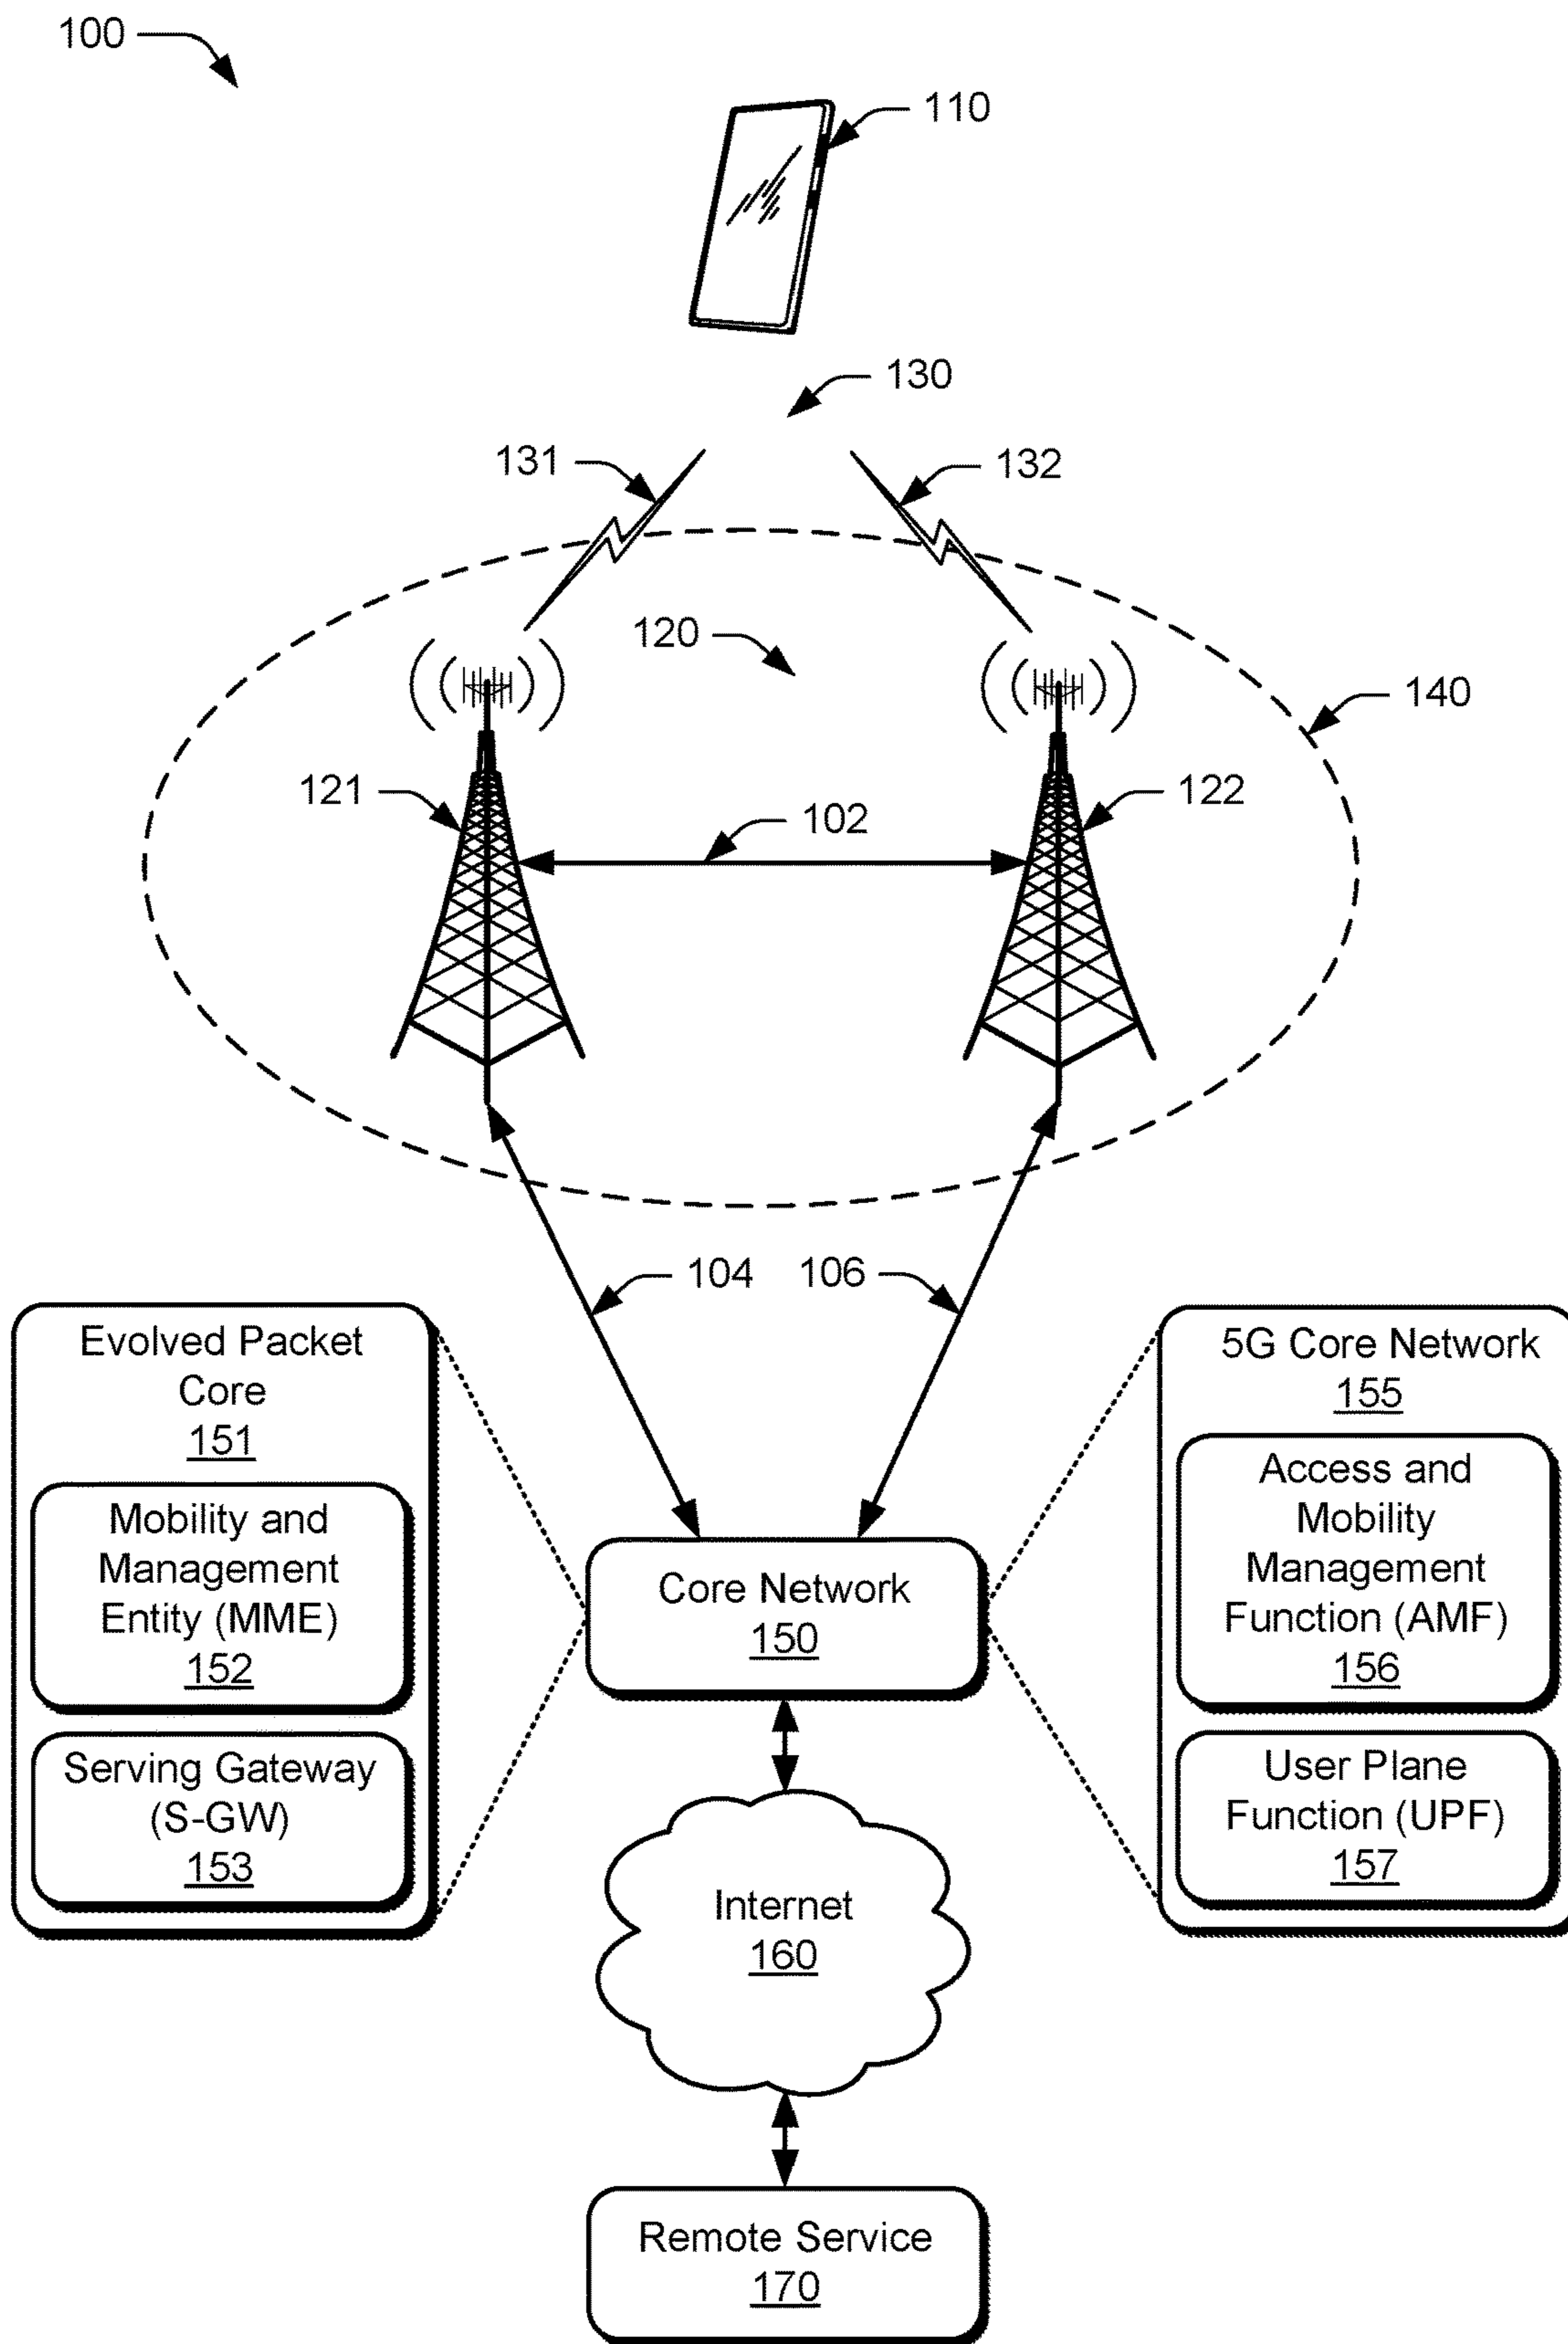 100
110
130
131
132
120
140
121
122
102
104
106
Evolved Packet
Core
151
Mobility and
Management
Entity (MME)
152
Serving Gateway
(S-GW)
153
5G Core Network
155
Access and
Mobility
Management
Function (AMF)
156
User Plane
Function (UPF)
157
Core Network
150
Internet
160
Remote Service
170